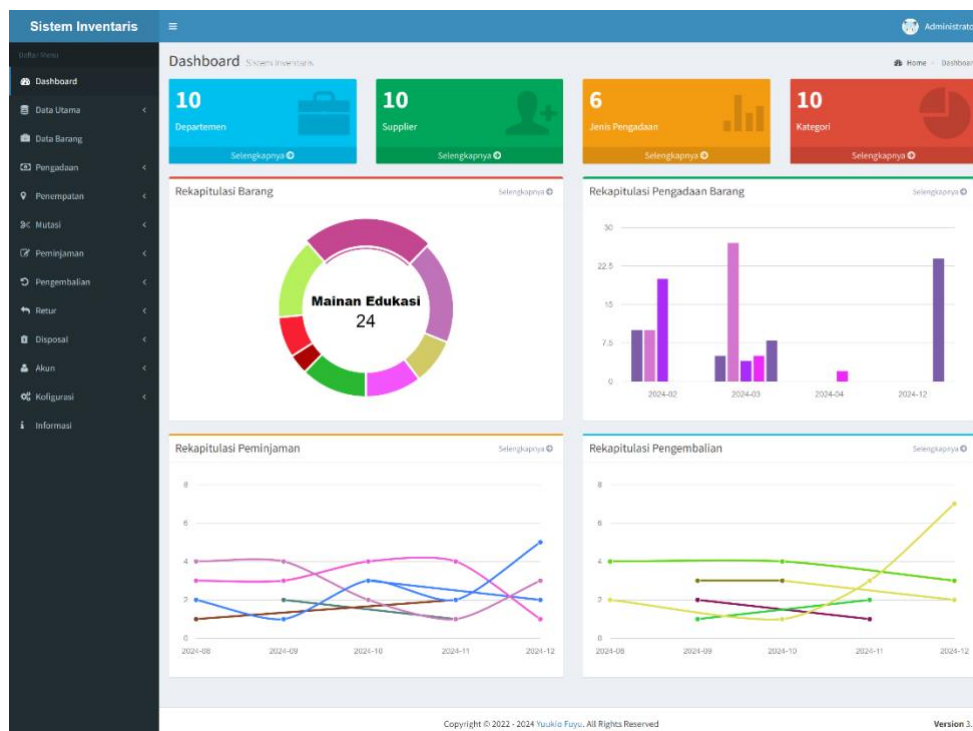 Sistem Inventaris
Administrato
Daftar Menu
Dashboard
Data Utama
Data Barang
Pengadaan
Penempatan
Mutasi
Peminjaman
Pengembalian
Retur
Disposal
Akun
Kofigurasi
Informasi
Dashboard Sistem Inventaris
Home Dashboar
10
Departemen
Selengkapnya
10
Supplier
Selengkapnya
6
Jenis Pengadaan
Selengkapnya
10
Kategori
Selengkapnya
Rekapitulasi Barang
Selengkapnya
Mainan Edukasi
24
Rekapitulasi Pengadaan Barang
Selengkapnya
30
22.5
15
7.5
0
2024-02 2024-03 2024-04 2024-12
Rekapitulasi Peminjaman
Selengkapnya
8
6
4
2
0
2024-08 2024-09 2024-10 2024-11 2024-12
Rekapitulasi Pengembalian
Selengkapnya
8
6
4
2
0
2024-08 2024-09 2024-10 2024-11 2024-12
Copyright © 2022 - 2024 Yuukio Fuyu. All Rights Reserved
Version 3.